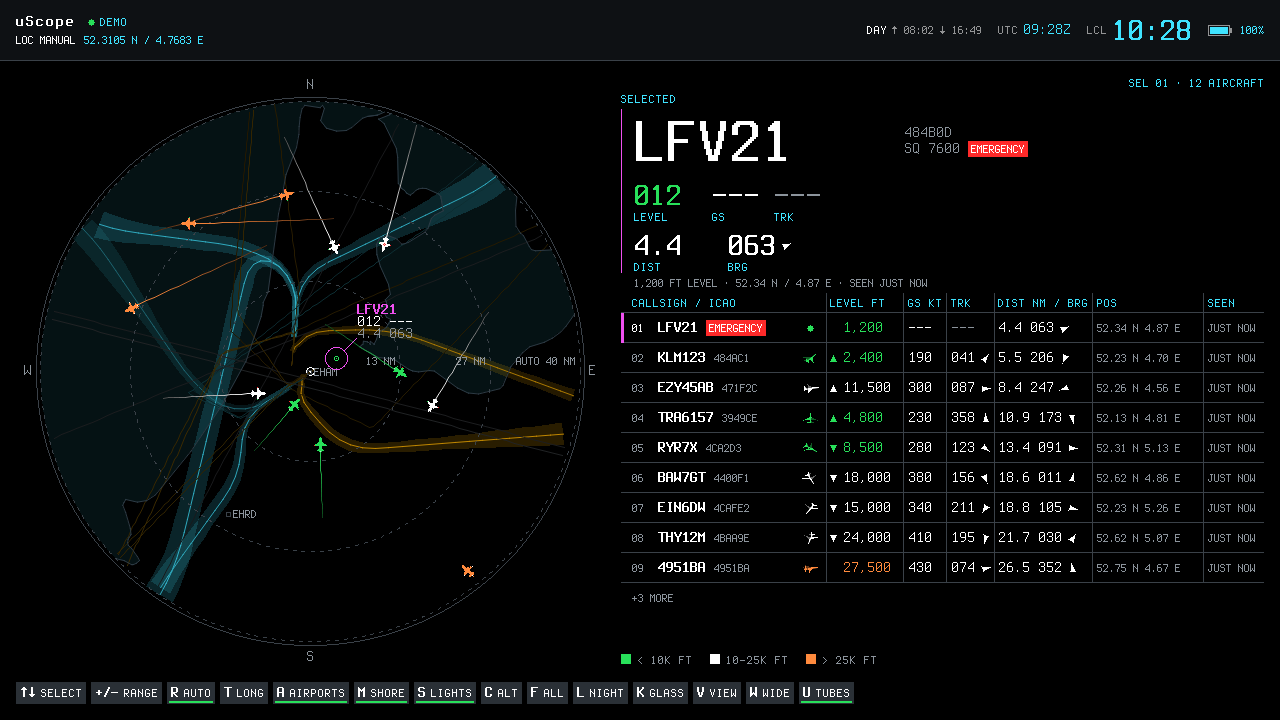 uScope DEMO
LOC MANUAL 52.3105 N / 4.7683 E
DAY ↑ 08:02 ↓ 16:49 UTC 09:28Z LCL 10:28 100%
N
W
E
S
LFV21
012 ---
4.4 063
13 NM
27 NM
AUTO 40 NM
EHAM
EHRD
SEL 01 · 12 AIRCRAFT
SELECTED
LFV21
484B0D
SQ 7600 EMERGENCY
012 --- ---
LEVEL GS TRK
4.4 063
DIST BRG
1,200 FT LEVEL · 52.34 N / 4.87 E · SEEN JUST NOW
CALLSIGN / ICAO LEVEL FT GS KT TRK DIST NM / BRG POS SEEN
01 LFV21 EMERGENCY 1,200 --- --- 4.4 063 52.34 N 4.87 E JUST NOW
02 KLM123 484AC1 ▲ 2,400 190 041 5.5 206 52.23 N 4.70 E JUST NOW
03 EZY45AB 471F2C ▲ 11,500 300 087 8.4 247 52.26 N 4.56 E JUST NOW
04 TRA6157 3949CE ▲ 4,800 230 358 10.9 173 52.13 N 4.81 E JUST NOW
05 RYR7X 4CA2D3 ▼ 8,500 280 123 13.4 091 52.31 N 5.13 E JUST NOW
06 BAW7GT 4400F1 ▼ 18,000 380 156 18.6 011 52.62 N 4.86 E JUST NOW
07 EIN6DW 4CAFE2 ▼ 15,000 340 211 18.8 105 52.23 N 5.26 E JUST NOW
08 THY12M 4BAA9E ▼ 24,000 410 195 21.7 030 52.62 N 5.07 E JUST NOW
09 4951BA 4951BA 27,500 430 074 26.5 352 52.75 N 4.67 E JUST NOW
+3 MORE
< 10K FT 10-25K FT > 25K FT
↑↓ SELECT +/- RANGE R AUTO T LONG A AIRPORTS M SHORE S LIGHTS C ALT F ALL L NIGHT K GLASS V VIEW W WIDE U TUBES